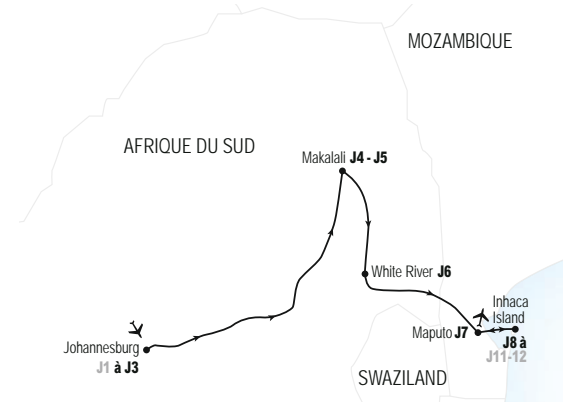 MOZAMBIQUE
AFRIQUE DU SUD
Makalali J4 - J5
White River J6
Inhaca
Island
J8 à
J11-12
Maputo J7
Johannesburg
J1 à J3
SWAZILAND